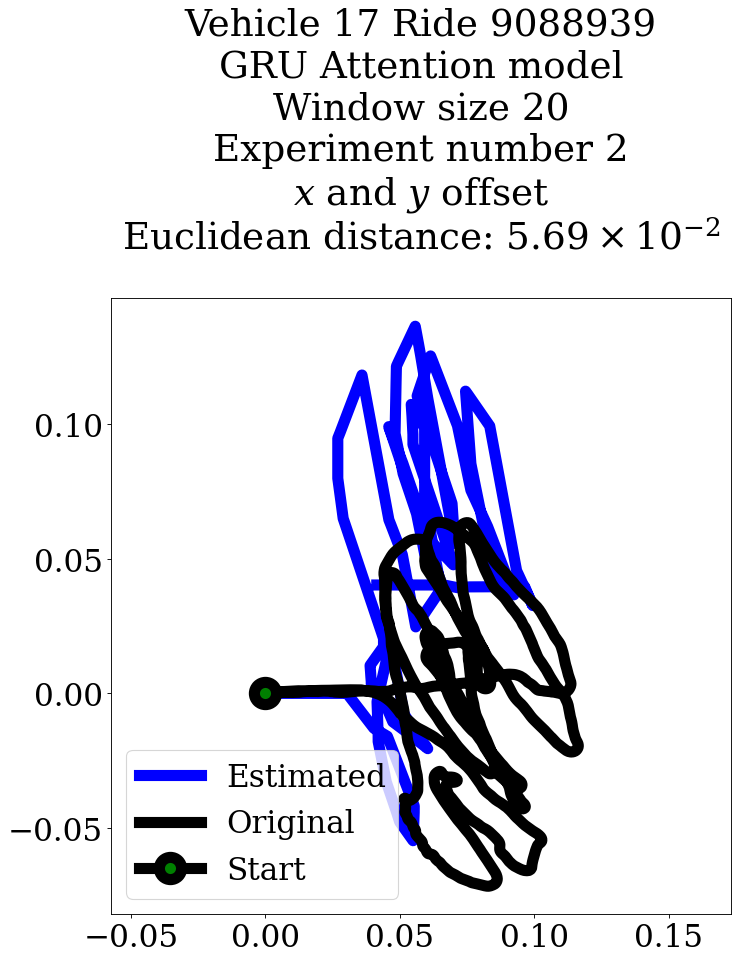 Vehicle 17 Ride 9088939
GRU Attention model
Window size 20
Experiment number 2
x and y offset
Euclidean distance: 5.69 × 10⁻²
0.10
0.05
0.00
−0.05
Estimated
Original
Start
−0.05 0.00 0.05 0.10 0.15